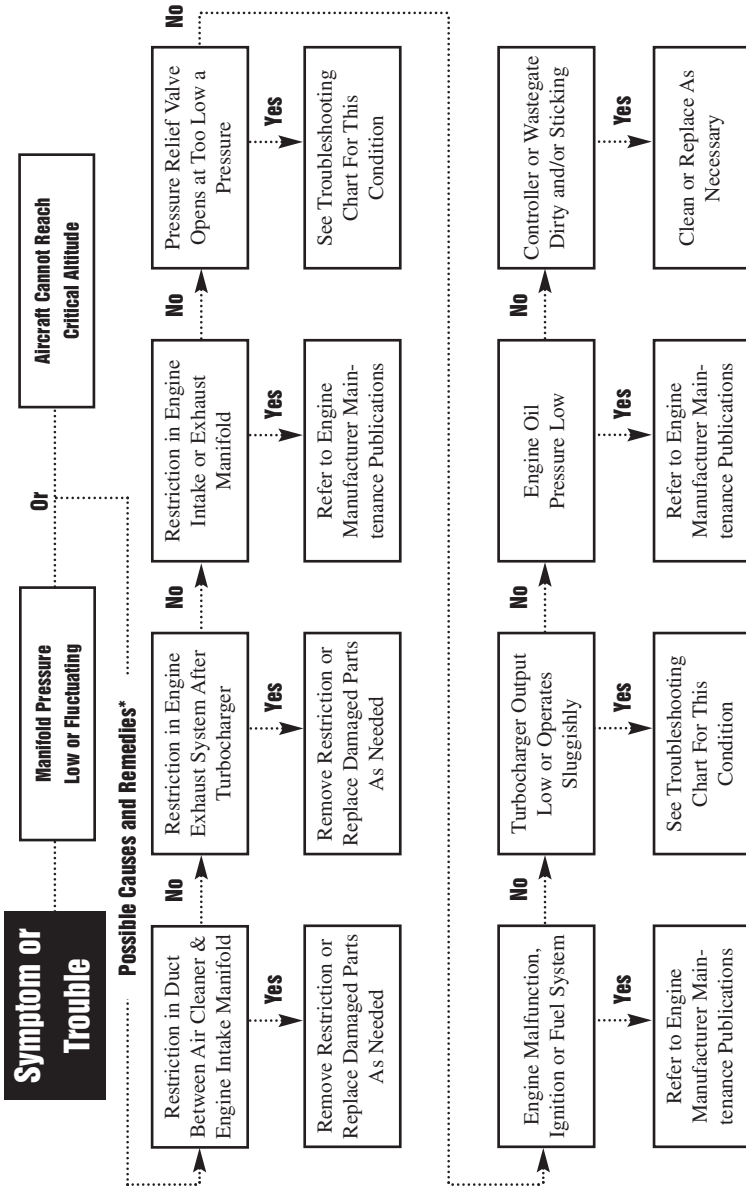 Symptom or
Trouble
Manifold Pressure
Low or Fluctuating
Or
Aircraft Cannot Reach
Critical Altitude
Possible Causes and Remedies*
Restriction in Duct
Between Air Cleaner &
Engine Intake Manifold
No
Restriction in Engine
Exhaust System After
Turbocharger
No
Restriction in Engine
Intake or Exhaust
Manifold
No
Pressure Relief Valve
Opens at Too Low a
Pressure
No
Yes
Yes
Yes
Yes
Remove Restriction or
Replace Damaged Parts
As Needed
Remove Restriction or
Replace Damaged Parts
As Needed
Refer to Engine
Manufacturer Main-
tenance Publications
See Troubleshooting
Chart For This
Condition
Engine Malfunction,
Ignition or Fuel System
No
Turbocharger Output
Low or Operates
Sluggishly
No
Engine Oil
Pressure Low
No
Controller or Wastegate
Dirty and/or Sticking
Yes
Yes
Yes
Yes
Refer to Engine
Manufacturer Main-
tenance Publications
See Troubleshooting
Chart For This
Condition
Refer to Engine
Manufacturer Main-
tenance Publications
Clean or Replace As
Necessary